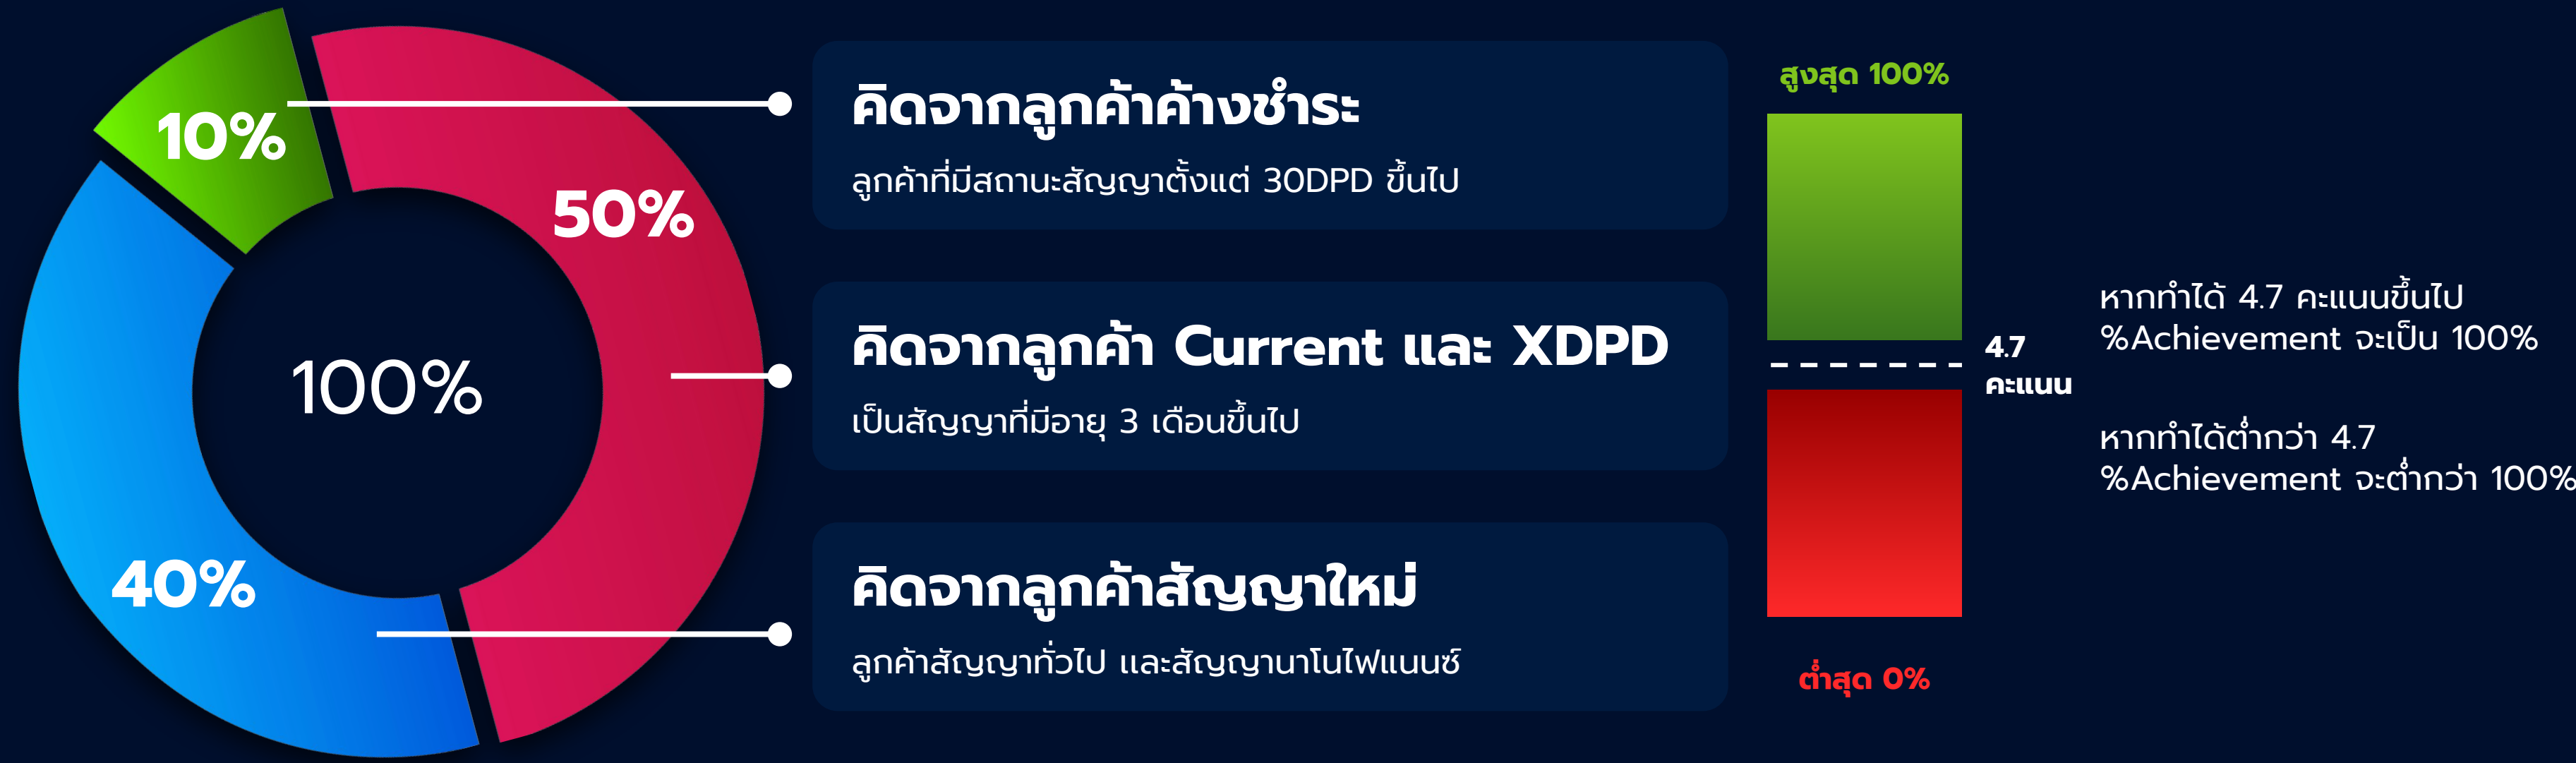 10%
50%
40%
100%
คิดจากลูกค้าค้างชำระ
ลูกค้าที่มีสถานะสัญญาตั้งแต่ 30DPD ขึ้นไป
คิดจากลูกค้า Current และ XDPD
เป็นสัญญาที่มีอายุ 3 เดือนขึ้นไป
คิดจากลูกค้าสัญญาใหม่
ลูกค้าสัญญาทั่วไป และสัญญานาโนไฟแนนซ์
สูงสุด 100%
4.7
คะแนน
ต่ำสุด 0%
หากทำได้ 4.7 คะแนนขึ้นไป
%Achievement จะเป็น 100%
หากทำได้ต่ำกว่า 4.7
%Achievement จะต่ำกว่า 100%